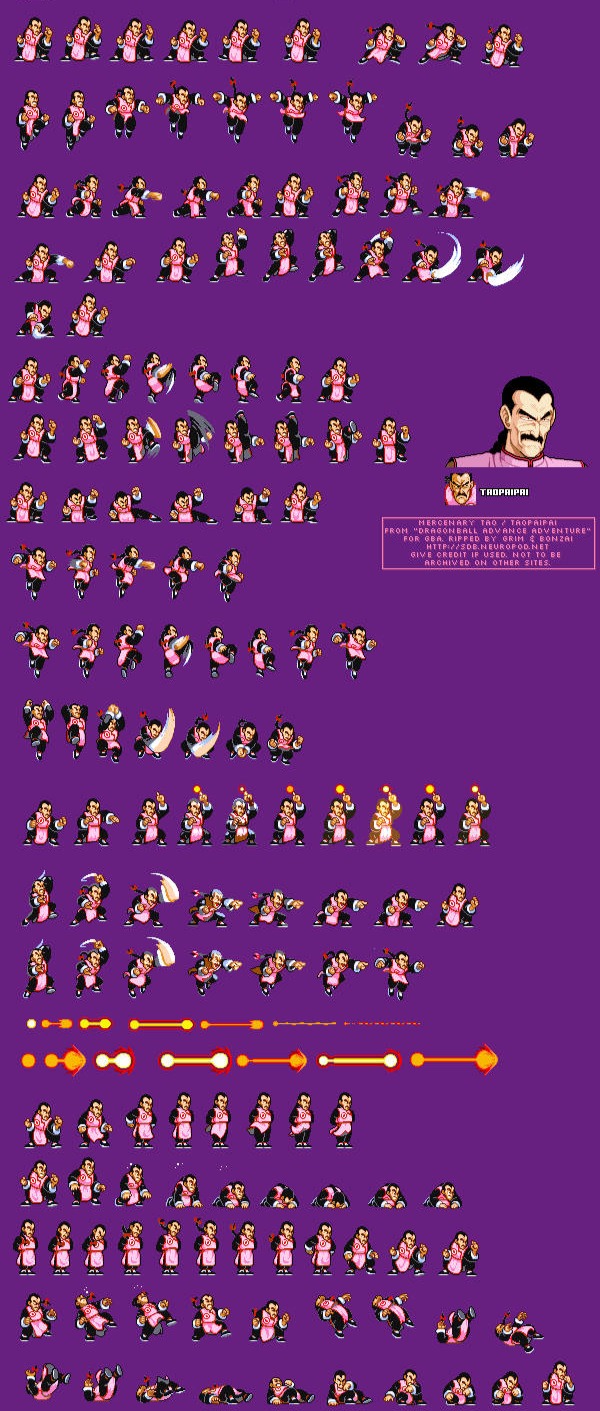 TAOPAIPAI
MERCENARY TAO / TAOPAIPAI
FROM "DRAGONBALL ADVANCE ADVENTURE"
FOR GBA. RIPPED BY GRIM & BONZAI
HTTP://SDB.NEUROPOD.NET
GIVE CREDIT IF USED. NOT TO BE
ARCHIVED ON OTHER SITES.